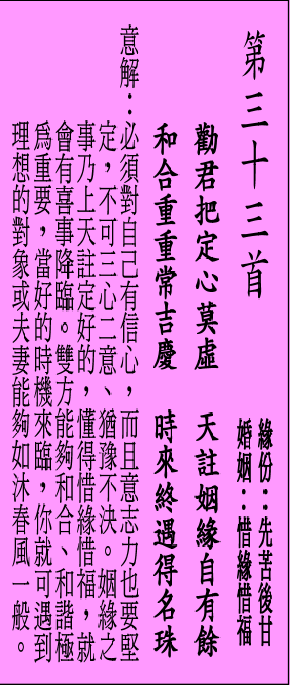 第三十三首
緣份：先苦後甘
婚姻：惜緣惜福
勸君把定心莫虛　天註姻緣自有餘
和合重重常吉慶　時來終遇得名珠
意解：必須對自己有信心，而且意志力也要堅
定，不可三心二意、猶豫不決。姻緣之
事乃上天註定好的，懂得惜緣惜福，就
會有喜事降臨。雙方能夠和合、和諧極
爲重要，當好的時機來臨，你就可遇到
理想的對象或夫妻能夠如沐春風一般。